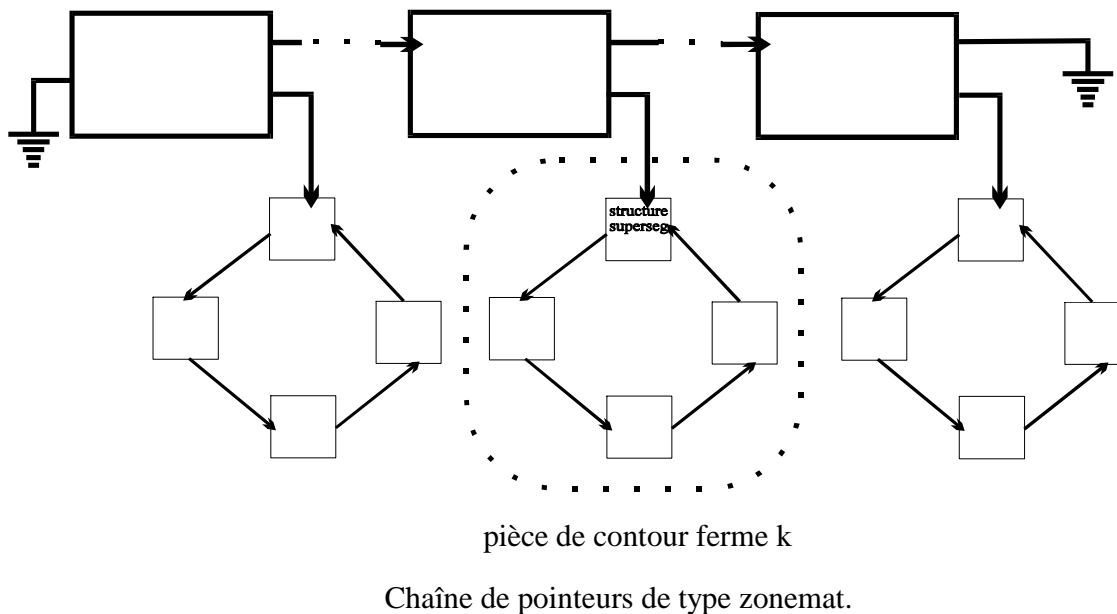 structure
superseg
pièce de contour ferme k
Chaîne de pointeurs de type zonemat.